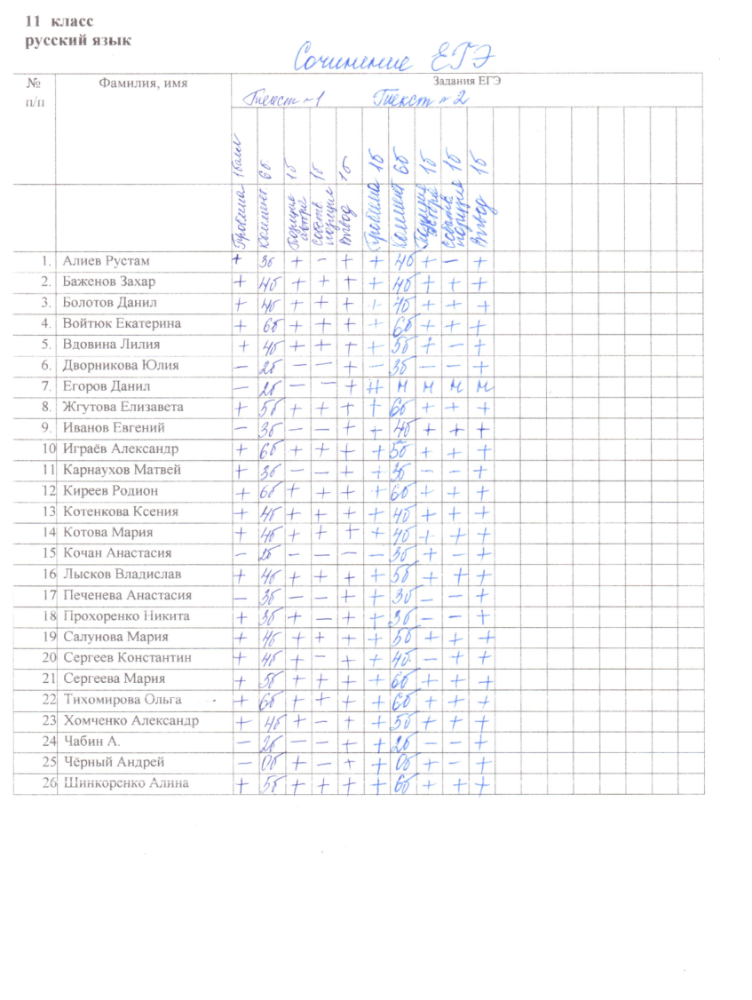 11 класс
русский язык
Сочинение ЕГЭ
№ п/п Фамилия, имя Задания ЕГЭ
Текст №1 Текст №2
Проблема 1балл Коммент. 6б. Позиция автора 1б Собств позиция 1б Вывод 1б Проблема 1б Коммент 6б Позиция автора 1б Собств позиция 1б Вывод 1б
1. Алиев Рустам + 3б + – + + 4б + – +
2. Баженов Захар + 4б + + + + 4б + + +
3. Болотов Данил + 4б + + + + 4б + + +
4. Войтюк Екатерина + 6б + + + + 6б + + +
5. Вдовина Лилия + 4б + + + + 5б + – +
6. Дворникова Юлия – 2б – – + – 3б – – +
7. Егоров Данил – 2б – – + Н Н Н Н Н
8. Жгутова Елизавета + 5б + + + + 6б + + +
9. Иванов Евгений – 3б – – + + 4б + + +
10 Играёв Александр + 6б + + + + 5б + + +
11 Карнаухов Матвей + 3б – – + + 3б – – +
12 Киреев Родион + 6б + + + + 6б + + +
13 Котенкова Ксения + 4б + + + + 4б + + +
14 Котова Мария + 4б + + + + 4б + + +
15 Кочан Анастасия – 2б – – – – 3б + – +
16 Лысков Владислав + 4б + + + + 5б + + +
17 Печенева Анастасия – 3б – – + + 3б – – +
18 Прохоренко Никита + 3б + – + + 3б – – +
19 Салунова Мария + 4б + + + + 5б + + +
20 Сергеев Константин + 4б + – + + 4б – + +
21 Сергеева Мария + 5б + + + + 6б + + +
22 Тихомирова Ольга + 6б + + + + 6б + + +
23 Хомченко Александр + 4б + – + + 5б + + +
24 Чабин А. – 2б – – + + 2б – – +
25 Чёрный Андрей – 0б + – + + 0б + – +
26 Шинкоренко Алина + 5б + + + + 6б + + +